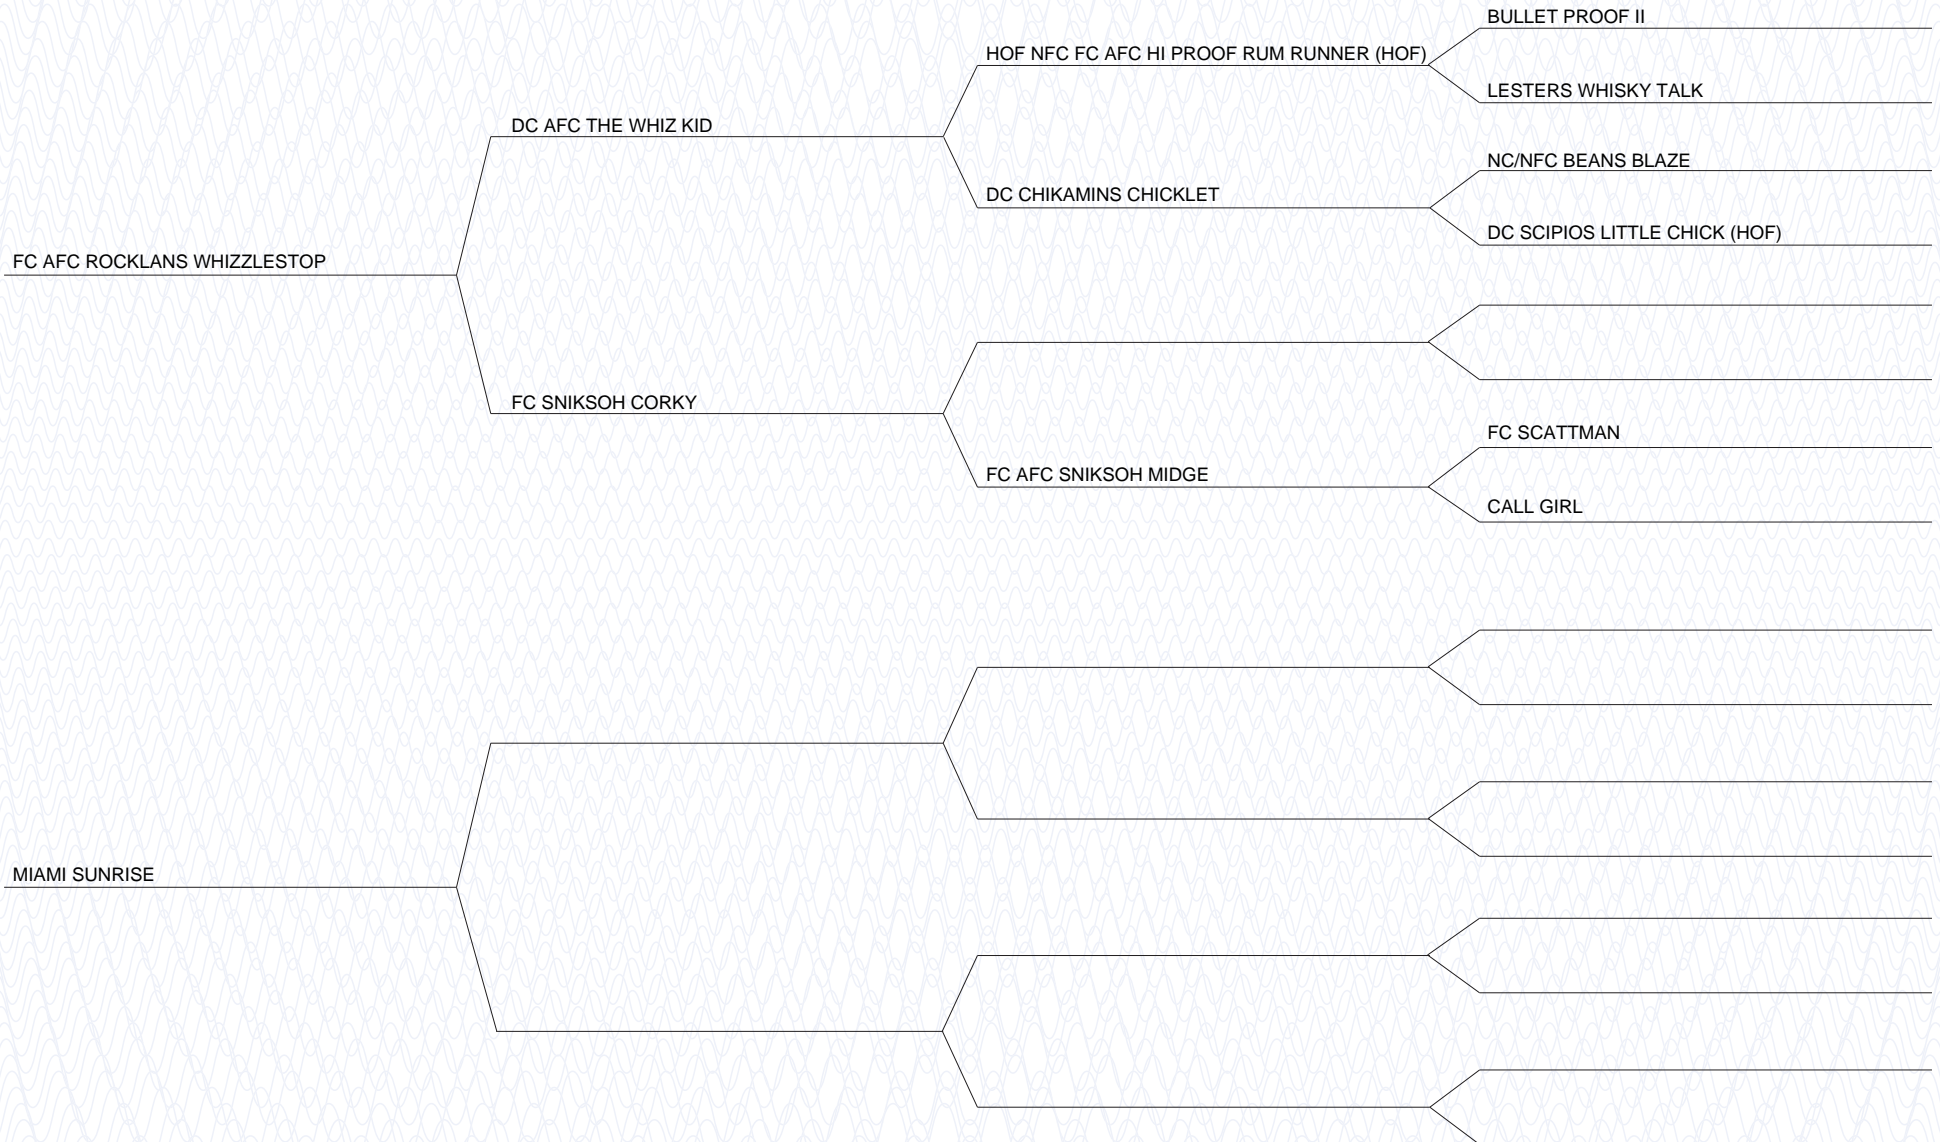 BULLET PROOF II
HOF NFC FC AFC HI PROOF RUM RUNNER (HOF)
LESTERS WHISKY TALK
DC AFC THE WHIZ KID
NC/NFC BEANS BLAZE
DC CHIKAMINS CHICKLET
DC SCIPIOS LITTLE CHICK (HOF)
FC AFC ROCKLANS WHIZZLESTOP
FC SNIKSOH CORKY
FC SCATTMAN
FC AFC SNIKSOH MIDGE
CALL GIRL
MIAMI SUNRISE